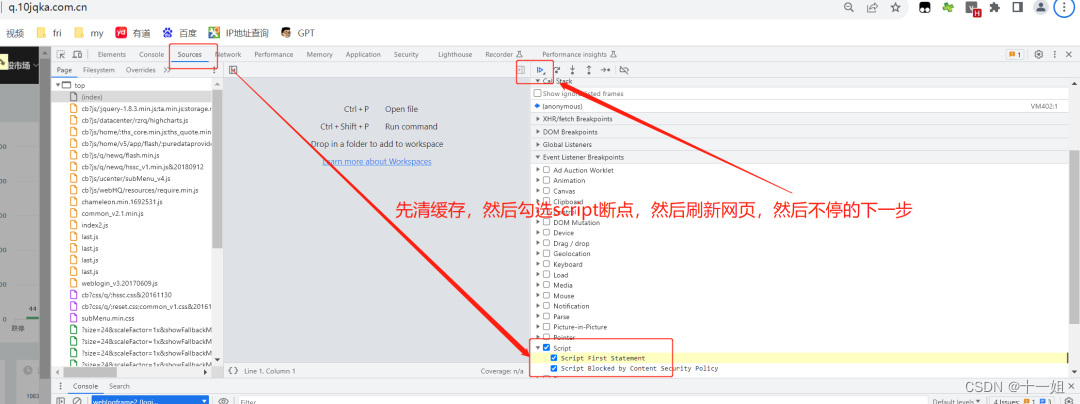 q.10jqka.com.cn
视频 fri my 有道 百度 IP地址查询 GPT
股市场 Elements Console Sources Network Performance Memory Application Security Lighthouse Recorder Performance insights 1
Page Filesystem Overrides
top
(index)
cb?js/jquery-1.8.3.min.js;ta.min.js;storage.
cb?js/datacenter/rzrq/highcharts.js
cb?js/home/ths_core.min.js;ths_quote.min
cb?js/home/v5/app/flash/;puredataprovide
cb?js/q/newq/flash.min.js
cb?js/q/newq/hssc_v1.min.js&20180912
cb?js/ucenter/subMenu_v4.js
cb?js/webHQ/resources/require.min.js
chameleon.min.1692531.js
common_v2.1.min.js
index2.js
last.js
last.js
last.js
last.js
weblogin_v3.20170609.js
cb?css/q/;hssc.css&20161130
cb?css/q/;reset.css;common_v1.css&20161
subMenu.min.css
?size=24&scaleFactor=1x&showFallbackM
?size=24&scaleFactor=1x&showFallbackM
?size=24&scaleFactor=1x&showFallbackM
?size=24&scaleFactor=1x&showFallbackM
44
跌停
1083
Ctrl + P Open file
Ctrl + Shift + P Run command
Drop in a folder to add to workspace
Learn more about Workspaces
先清缓存，然后勾选script断点，然后刷新网页，然后不停的下一步
Line 1, Column 1 Coverage: n/a
Call Stack
Show ignore-listed frames
(anonymous) VM402:1
XHR/fetch Breakpoints
DOM Breakpoints
Global Listeners
Event Listener Breakpoints
Ad Auction Worklet
Animation
Canvas
Clipboard
DOM Mutation
Device
Drag / drop
Geolocation
Keyboard
Load
Media
Mouse
Notification
Parse
Picture-in-Picture
Pointer
Script
Script First Statement
Script Blocked by Content Security Policy
Console Search
webloginframe2 (logi... Filter Default levels 4 Issues: 1 3
CSDN @十一姐